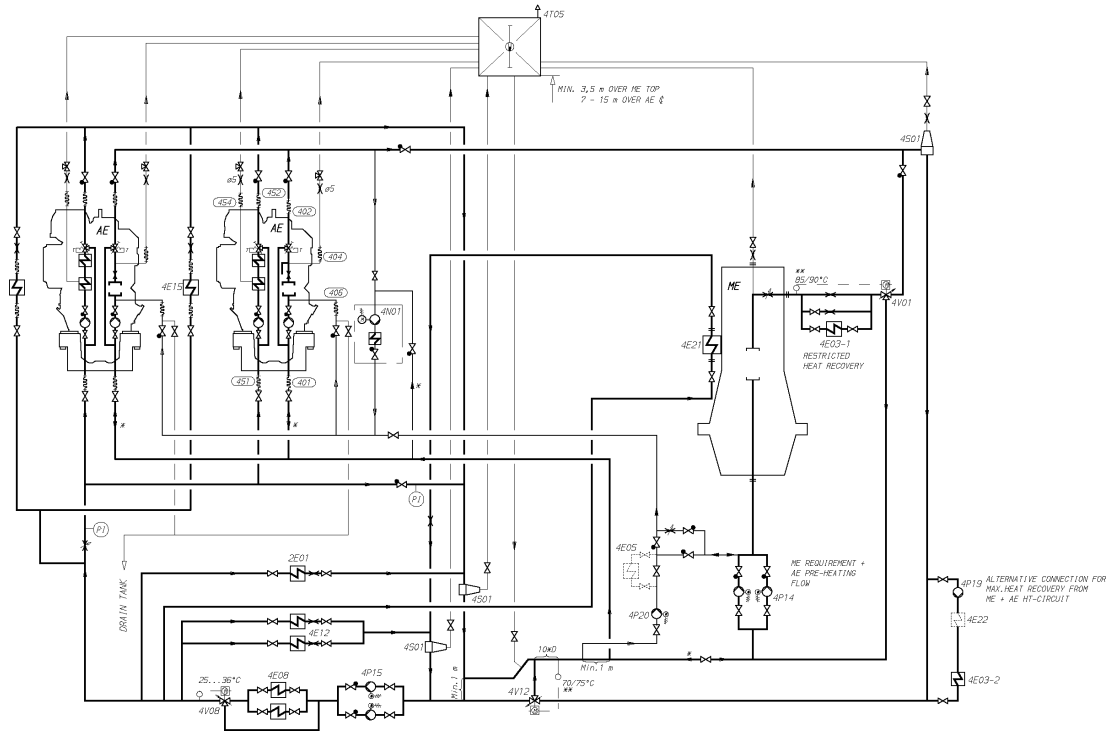 4T05
MIN. 3,5 m OVER ME TOP
7 - 15 m OVER AE ₵
4S01
ø5
ø5
454
452
402
AE
AE
404
406
4E15
4N01
4E21
ME
**
85/90°C
4V01
4E03-1
RESTRICTED
HEAT RECOVERY
451
401
*
*
*
PI
PI
DRAIN TANK
2E01
4E12
4S01
4S01
4E05
4P20
4P14
ME REQUIREMENT +
AE PRE-HEATING
FLOW
4P19
ALTERNATIVE CONNECTION FOR
MAX.HEAT RECOVERY FROM
ME + AE HT-CIRCUIT
4E22
4E03-2
25...36°C
4V08
4E08
4P15
Min.1 m
10*D
Min.1 m
*
4V12
70/75°C
**